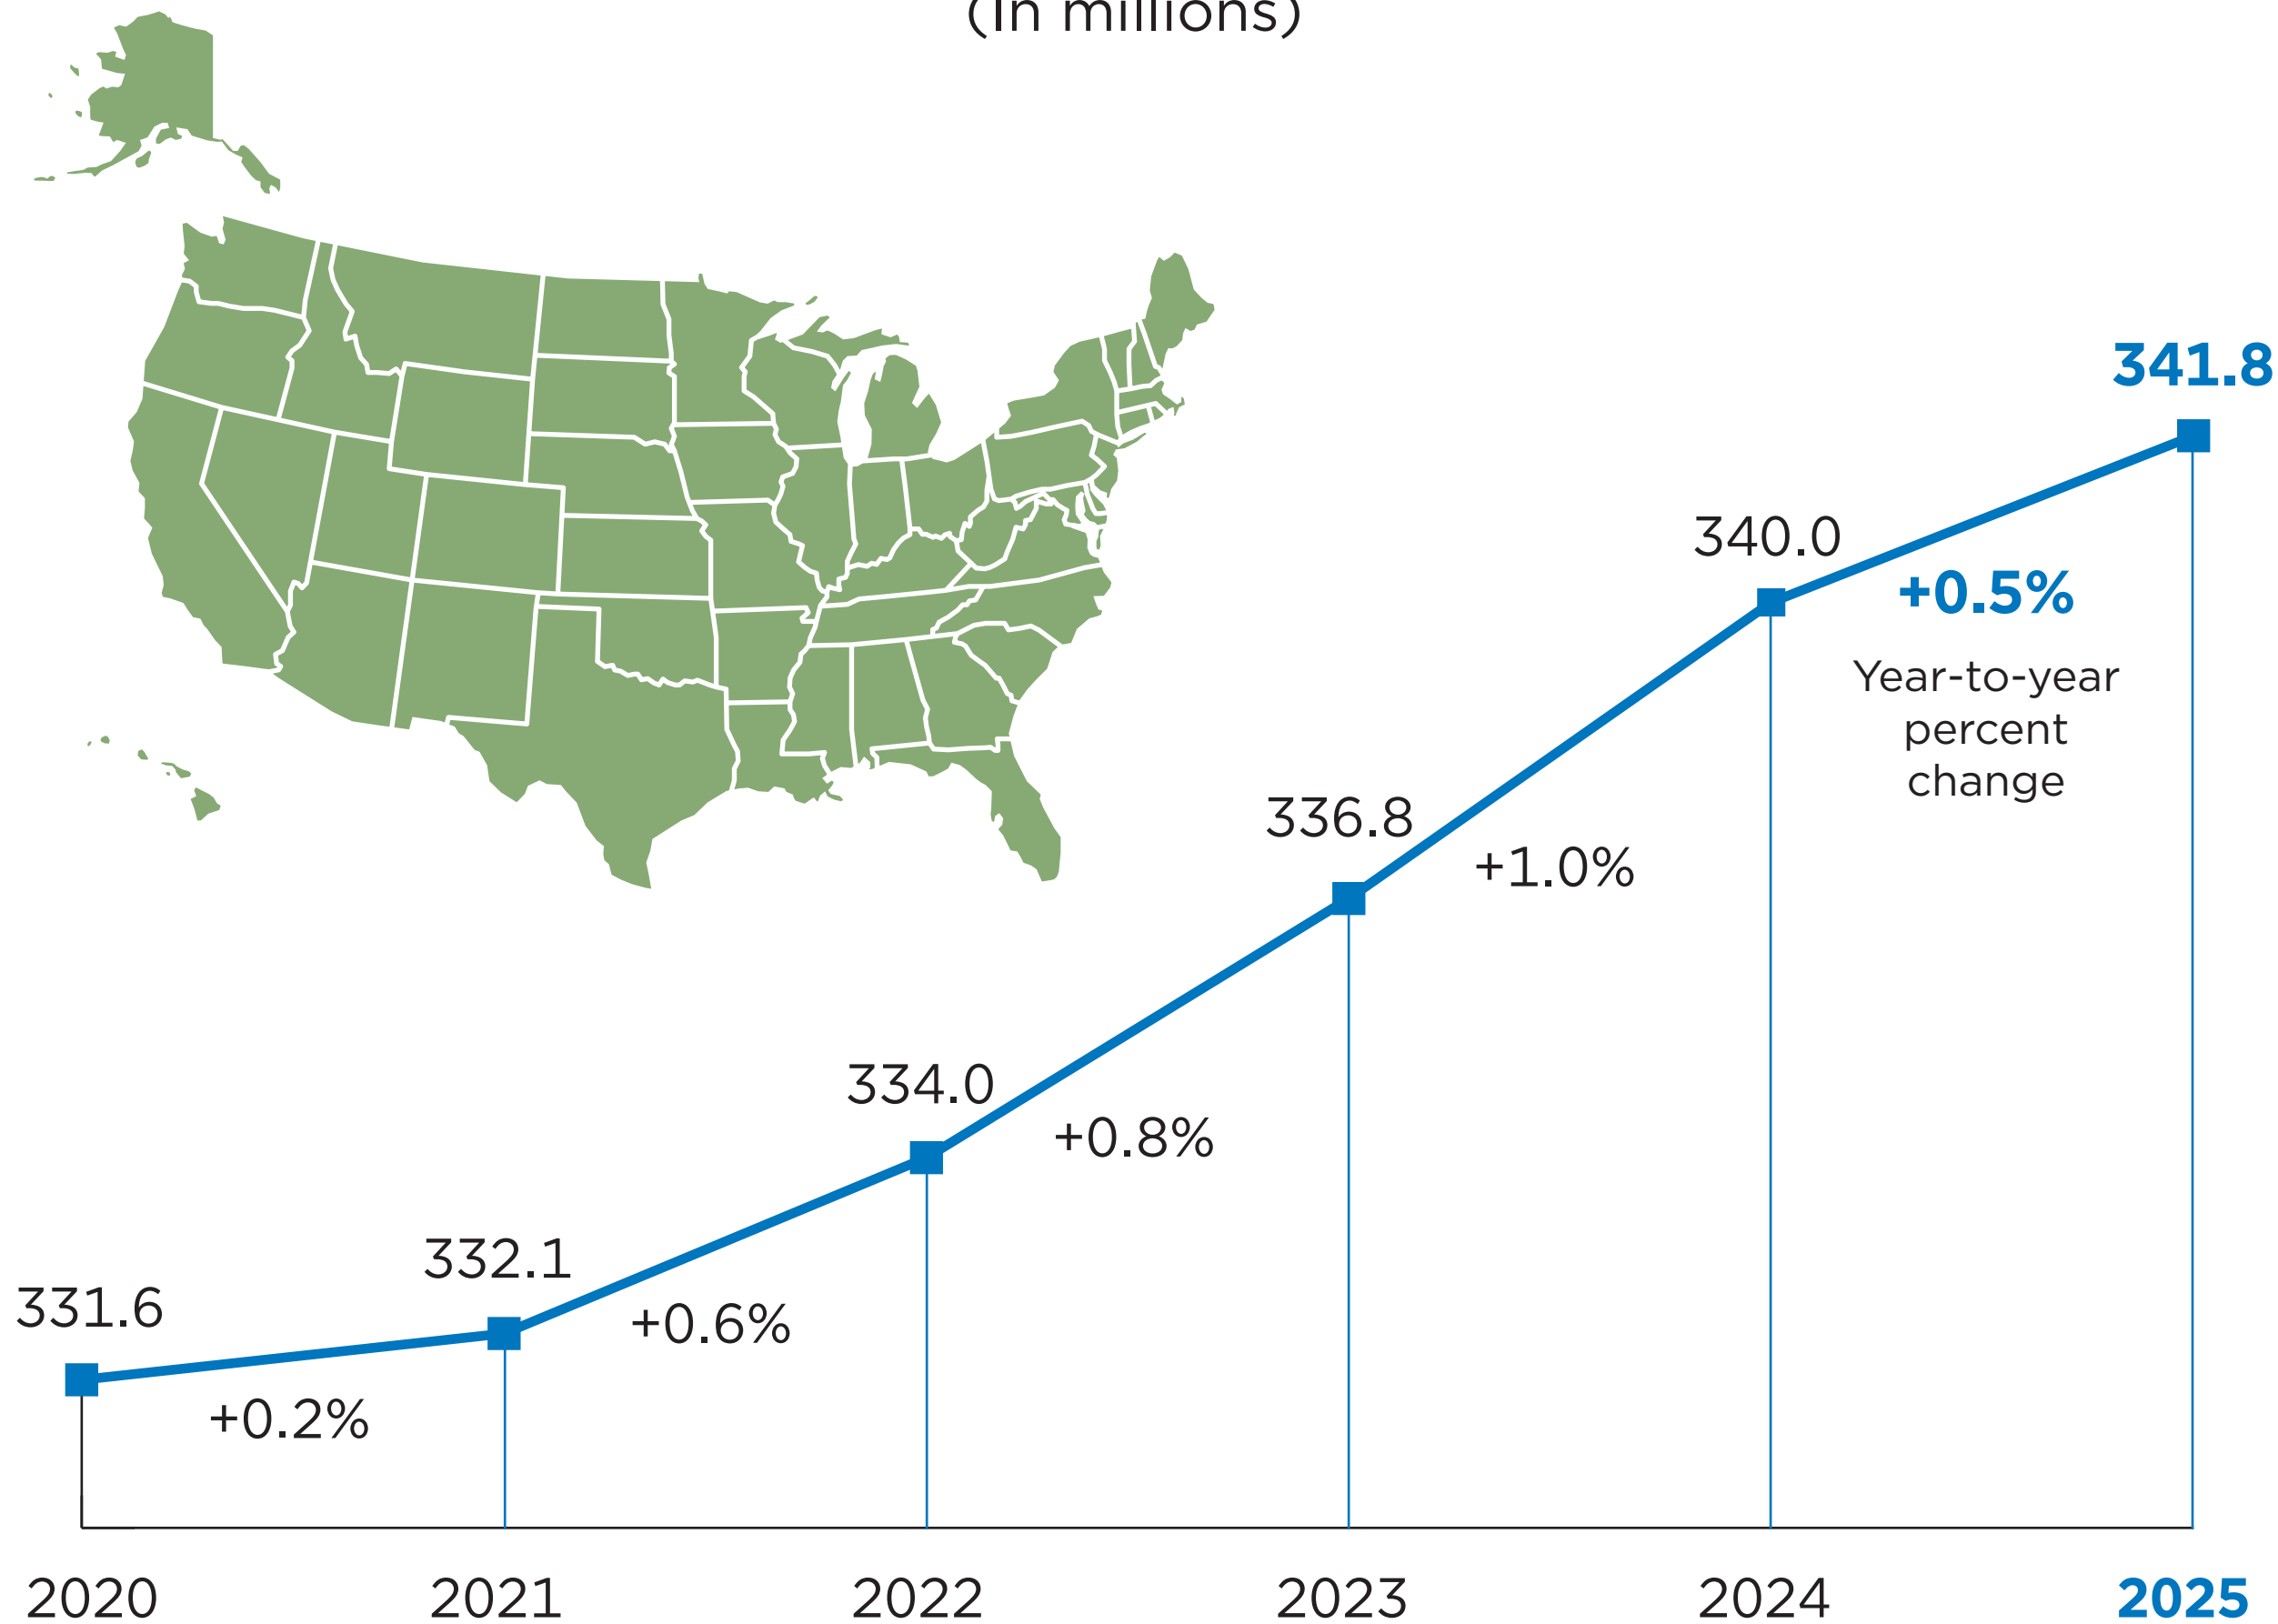 (In millions)
341.8
340.0
+0.5%
Year-to-year
percent
change
336.8
+1.0%
334.0
+0.8%
332.1
+0.6%
331.6
+0.2%
2020 2021 2022 2023 2024 2025